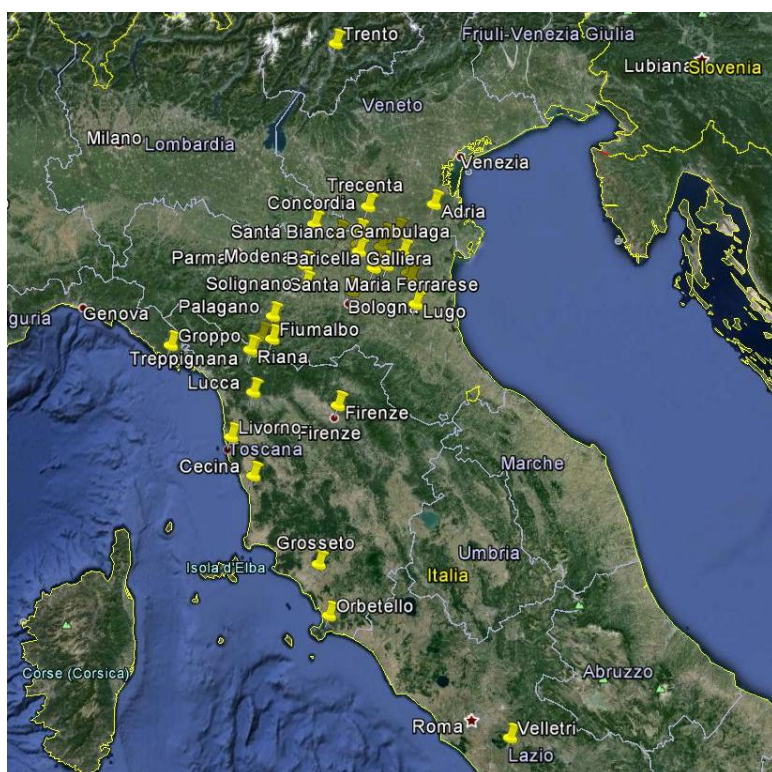 Trento
Friuli-Venezia Giulia
Lubiana
Slovenia
Veneto
Milano
Lombardia
Venezia
Trecenta
Concordia
Adria
Santa Bianca
Gambulaga
Parma
Modena
Baricella
Galliera
Solignano
Santa Maria
Ferrarese
Palagano
Bologna
Lugo
Genova
guria
Groppo
Fiumalbo
Treppignana
Riana
Lucca
Firenze
Livorno
Firenze
Toscana
Cecina
Marche
Grosseto
Umbria
Isola d'Elba
Italia
Orbetello
Corse (Corsica)
Abruzzo
Roma
Velletri
Lazio